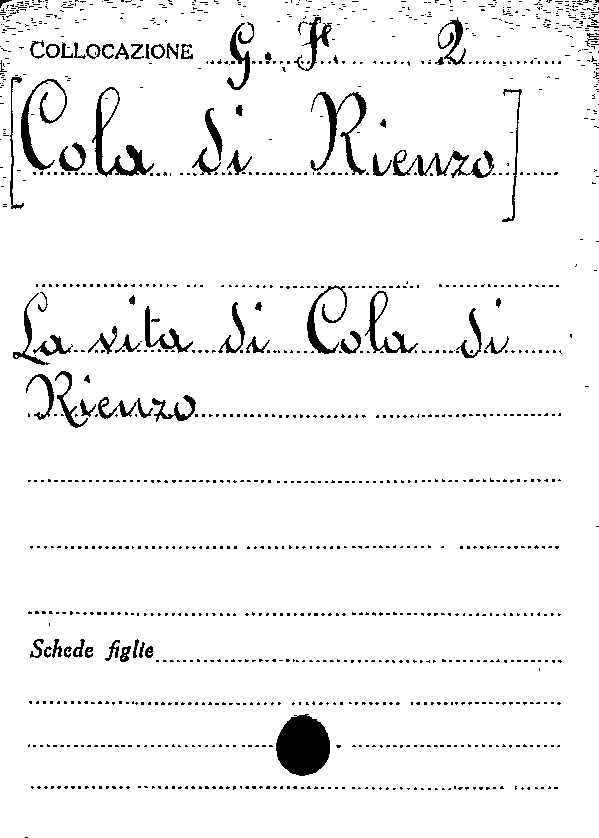 COLLOCAZIONE G. F. 2
[Cola di Rienzo]
La vita di Cola di
Rienzo
Schede figlie